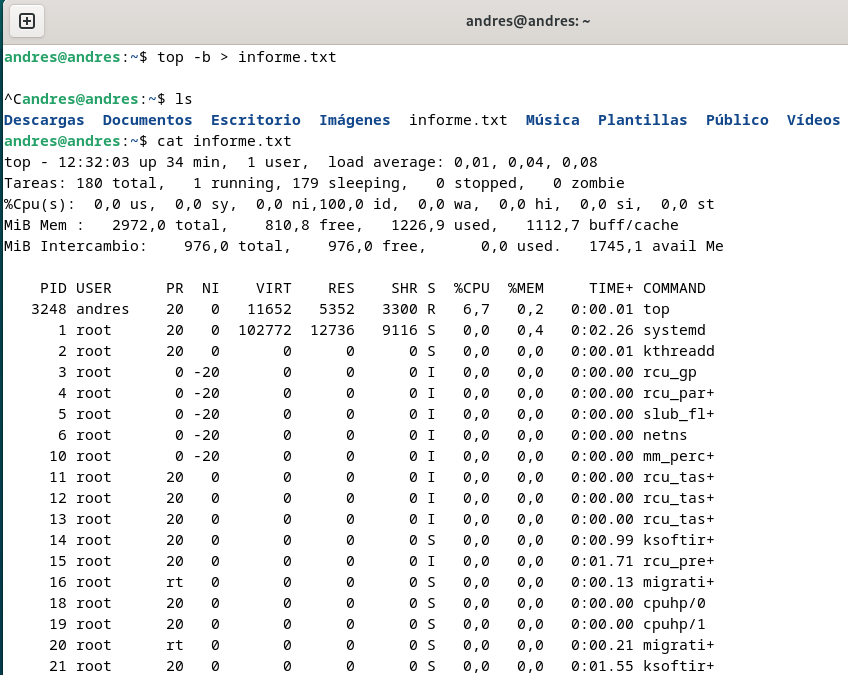 andres@andres: ~
andres@andres:~$ top -b > informe.txt
^Candres@andres:~$ ls
Descargas  Documentos  Escritorio  Imágenes  informe.txt  Música  Plantillas  Público  Vídeos
andres@andres:~$ cat informe.txt
top - 12:32:03 up 34 min,  1 user,  load average: 0,01, 0,04, 0,08
Tareas: 180 total,   1 running, 179 sleeping,   0 stopped,   0 zombie
%Cpu(s):  0,0 us,  0,0 sy,  0,0 ni,100,0 id,  0,0 wa,  0,0 hi,  0,0 si,  0,0 st
MiB Mem :   2972,0 total,    810,8 free,   1226,9 used,   1112,7 buff/cache
MiB Intercambio:    976,0 total,    976,0 free,      0,0 used.   1745,1 avail Me
    PID USER      PR  NI    VIRT    RES    SHR S  %CPU  %MEM     TIME+ COMMAND
   3248 andres    20   0   11652   5352   3300 R   6,7   0,2   0:00.01 top
      1 root      20   0  102772  12736   9116 S   0,0   0,4   0:02.26 systemd
      2 root      20   0       0      0      0 S   0,0   0,0   0:00.01 kthreadd
      3 root       0 -20       0      0      0 I   0,0   0,0   0:00.00 rcu_gp
      4 root       0 -20       0      0      0 I   0,0   0,0   0:00.00 rcu_par+
      5 root       0 -20       0      0      0 I   0,0   0,0   0:00.00 slub_fl+
      6 root       0 -20       0      0      0 I   0,0   0,0   0:00.00 netns
     10 root       0 -20       0      0      0 I   0,0   0,0   0:00.00 mm_perc+
     11 root      20   0       0      0      0 I   0,0   0,0   0:00.00 rcu_tas+
     12 root      20   0       0      0      0 I   0,0   0,0   0:00.00 rcu_tas+
     13 root      20   0       0      0      0 I   0,0   0,0   0:00.00 rcu_tas+
     14 root      20   0       0      0      0 S   0,0   0,0   0:00.99 ksoftir+
     15 root      20   0       0      0      0 I   0,0   0,0   0:01.71 rcu_pre+
     16 root      rt   0       0      0      0 S   0,0   0,0   0:00.13 migrati+
     18 root      20   0       0      0      0 S   0,0   0,0   0:00.00 cpuhp/0
     19 root      20   0       0      0      0 S   0,0   0,0   0:00.00 cpuhp/1
     20 root      rt   0       0      0      0 S   0,0   0,0   0:00.21 migrati+
     21 root      20   0       0      0      0 S   0,0   0,0   0:01.55 ksoftir+